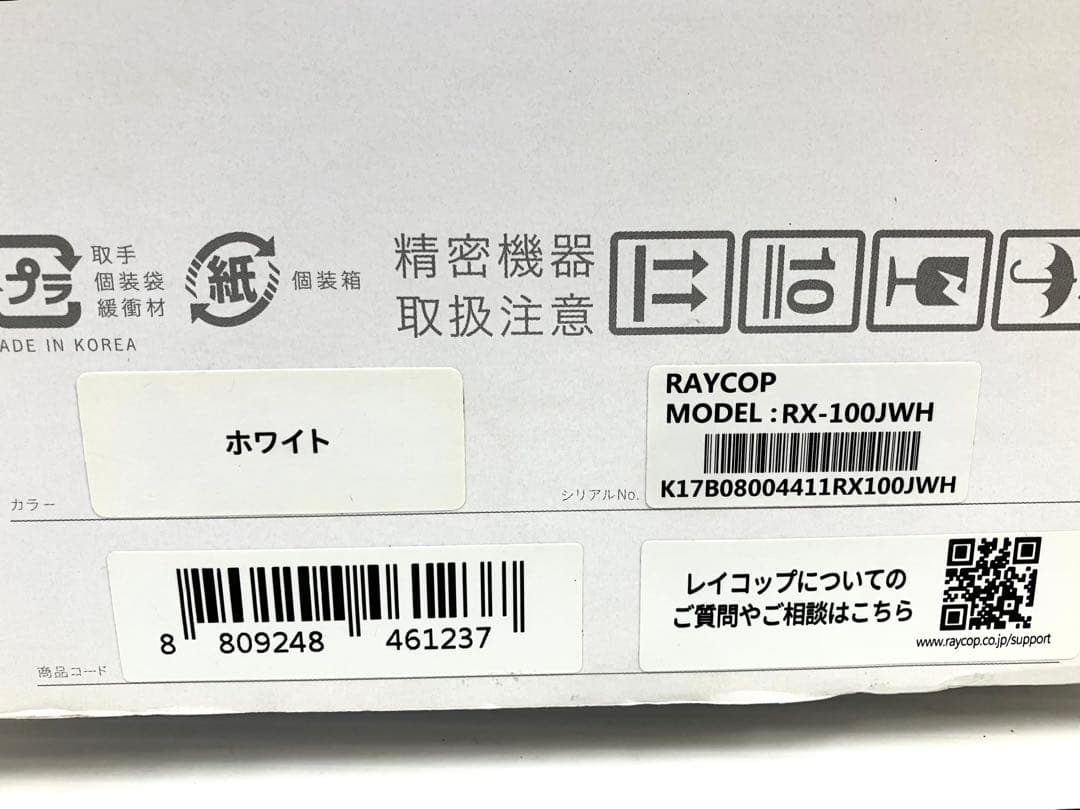 プラ
取手
個装袋
緩衝材
紙
個装箱
精密機器
取扱注意
10
ADE IN KOREA
カラー
ホワイト
シリアルNo.
RAYCOP
MODEL : RX-100JWH
K17B08004411RX100JWH
商品コード
8 809248 461237
レイコップについての
ご質問やご相談はこちら
www.raycop.co.jp/support